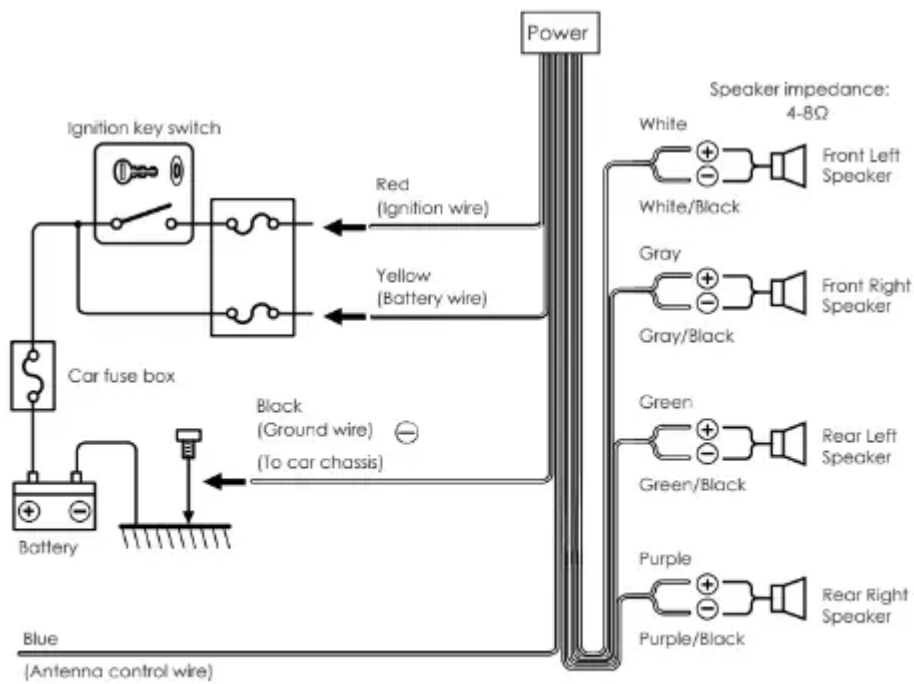 Power
Speaker impedance:
4-8Ω
Ignition key switch
White
+
−
Front Left
Speaker
White/Black
Red
(Ignition wire)
Gray
+
−
Front Right
Speaker
Gray/Black
Yellow
(Battery wire)
Car fuse box
Black
(Ground wire) −
(To car chassis)
Green
+
−
Rear Left
Speaker
Green/Black
+ −
Battery
Purple
+
−
Rear Right
Speaker
Purple/Black
Blue
(Antenna control wire)